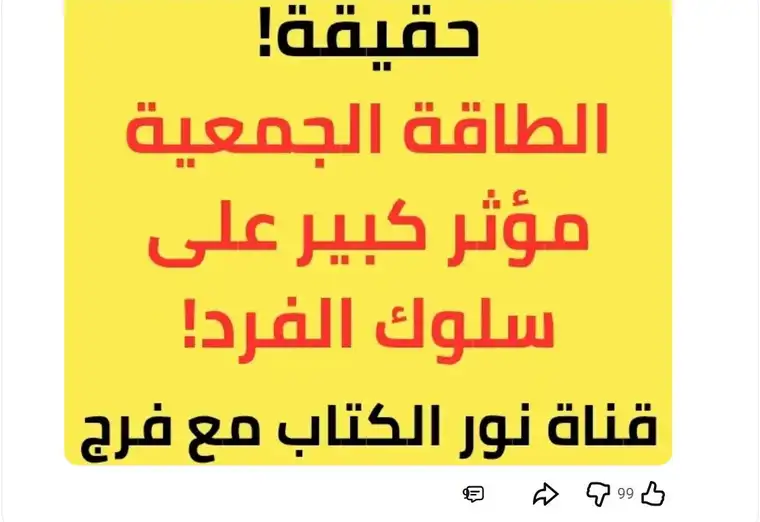 حقيقة!
الطاقة الجمعية
مؤثر كبير على
سلوك الفرد!
قناة نور الكتاب مع فرج
99